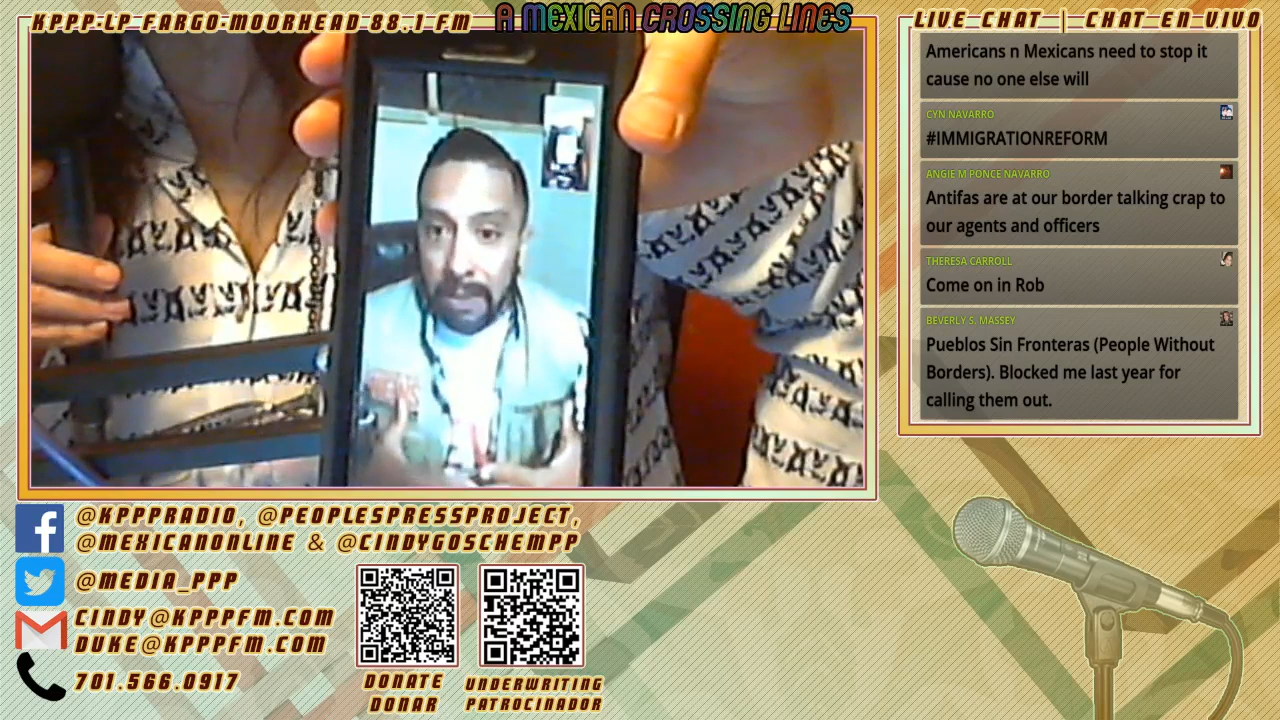 KPPP-LP FARGO-MOORHEAD 88.1 FM
A MEXICAN CROSSING LINES
LIVE CHAT | CHAT EN VIVO
Americans n Mexicans need to stop it
cause no one else will
CYN NAVARRO
#IMMIGRATIONREFORM
ANGIE M PONCE NAVARRO
Antifas are at our border talking crap to
our agents and officers
THERESA CARROLL
Come on in Rob
BEVERLY S. MASSEY
Pueblos Sin Fronteras (People Without
Borders). Blocked me last year for
calling them out.
@KPPPRADIO, @PEOPLESPRESSPROJECT,
@MEXICANONLINE & @CINDYGOSCHEMPP
@MEDIA_PPP
CINDY@KPPPFM.COM
DUKE@KPPPFM.COM
701.566.0917
DONATE
DONAR
UNDERWRITING
PATROCINADOR